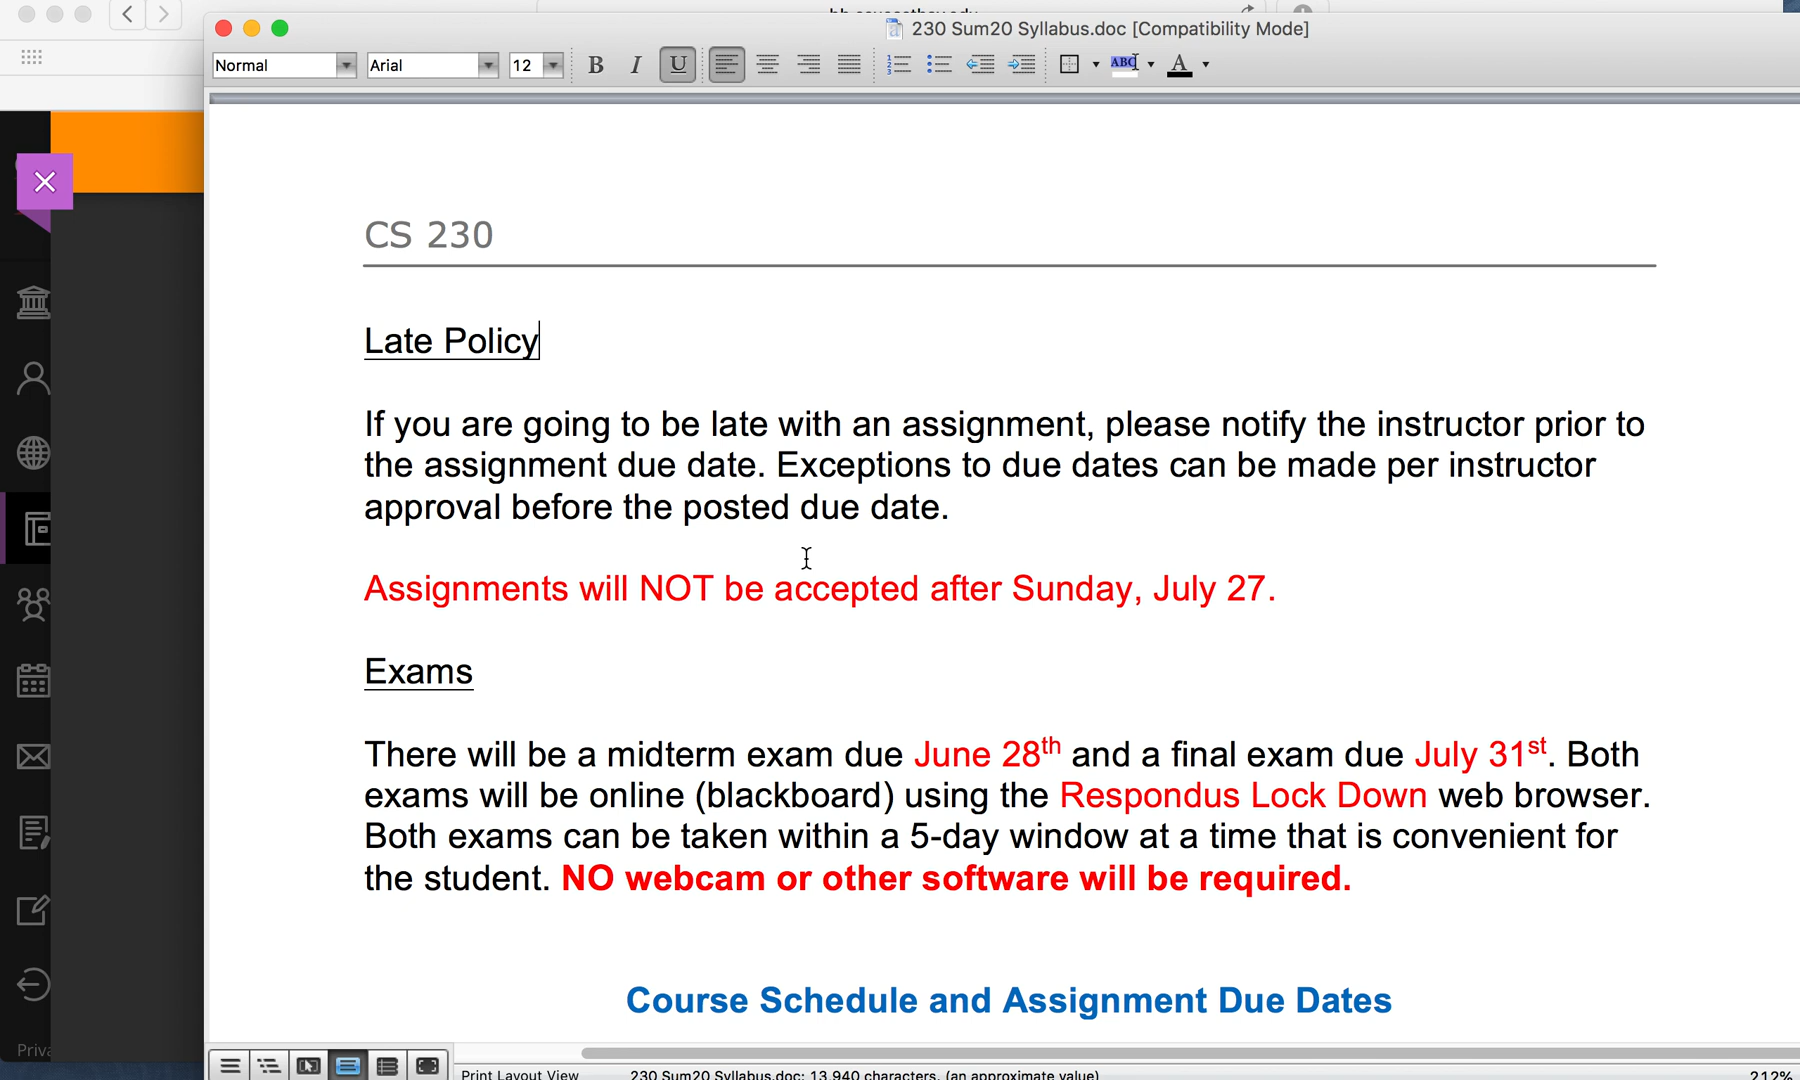 230 Sum20 Syllabus.doc [Compatibility Mode]
Normal Arial 12 B I U ABC A
CS 230
Late Policy
If you are going to be late with an assignment, please notify the instructor prior to
the assignment due date. Exceptions to due dates can be made per instructor
approval before the posted due date.
Assignments will NOT be accepted after Sunday, July 27.
Exams
There will be a midterm exam due June 28th and a final exam due July 31st. Both
exams will be online (blackboard) using the Respondus Lock Down web browser.
Both exams can be taken within a 5-day window at a time that is convenient for
the student. NO webcam or other software will be required.
Course Schedule and Assignment Due Dates
Priva
Print Layout View 230 Sum20 Syllabus.doc: 13,940 characters, (an approximate value) 212%